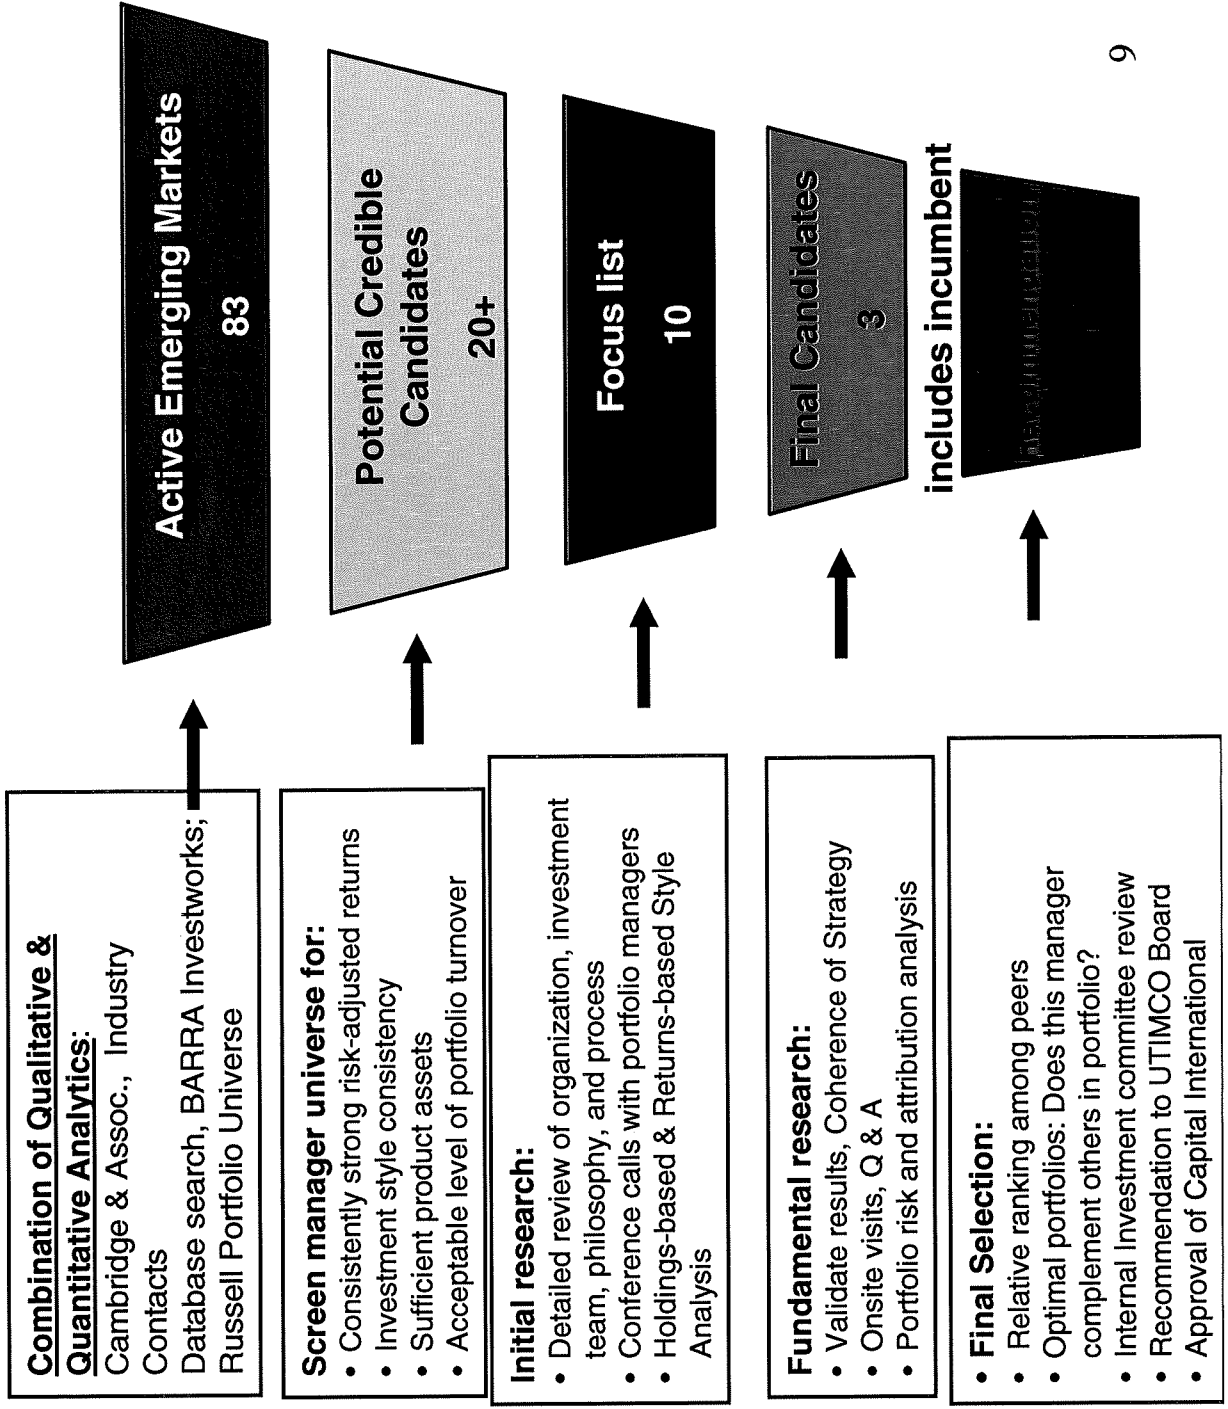 Combination of Qualitative &
Quantitative Analytics:
Cambridge & Assoc., Industry
Contacts
Database search, BARRA Investworks;
Russell Portfolio Universe
Active Emerging Markets
83
Screen manager universe for:
• Consistently strong risk-adjusted returns
• Investment style consistency
• Sufficient product assets
• Acceptable level of portfolio turnover
Potential Credible
Candidates
20+
Initial research:
• Detailed review of organization, investment
team, philosophy, and process
• Conference calls with portfolio managers
• Holdings-based & Returns-based Style
Analysis
Focus list
10
Fundamental research:
• Validate results, Coherence of Strategy
• Onsite visits, Q & A
• Portfolio risk and attribution analysis
Final Candidates
3
includes incumbent
• Final Selection:
• Relative ranking among peers
• Optimal portfolios: Does this manager
complement others in portfolio?
• Internal Investment committee review
• Recommendation to UTIMCO Board
• Approval of Capital International
9